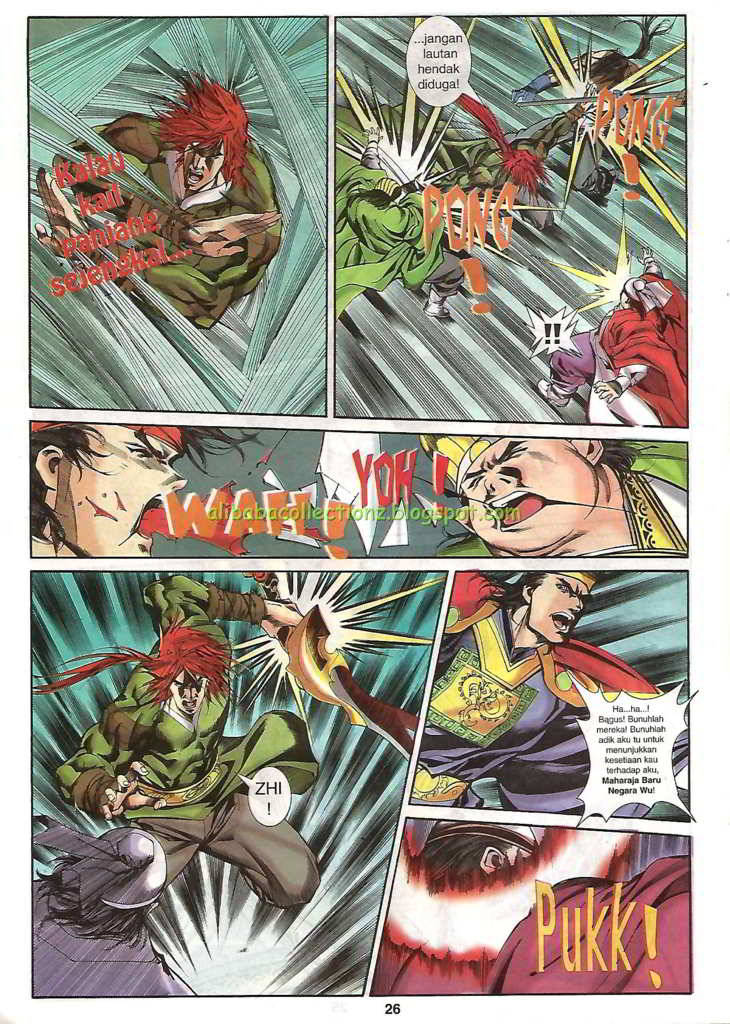 Kalau
kail
panjang
sejengkal....
...jangan
lautan
hendak
diduga!
PONG
!
PONG
!
!!
WAH!
YOH!
alibabacollectionz.blogspot.com
ZHI
!
Ha...ha...!
Bagus! Bunuhlah
mereka! Bunuhlah
adik aku tu untuk
menunjukkan
kesetiaan kau
terhadap aku,
Maharaja Baru
Negara Wu!
PUKK!
26